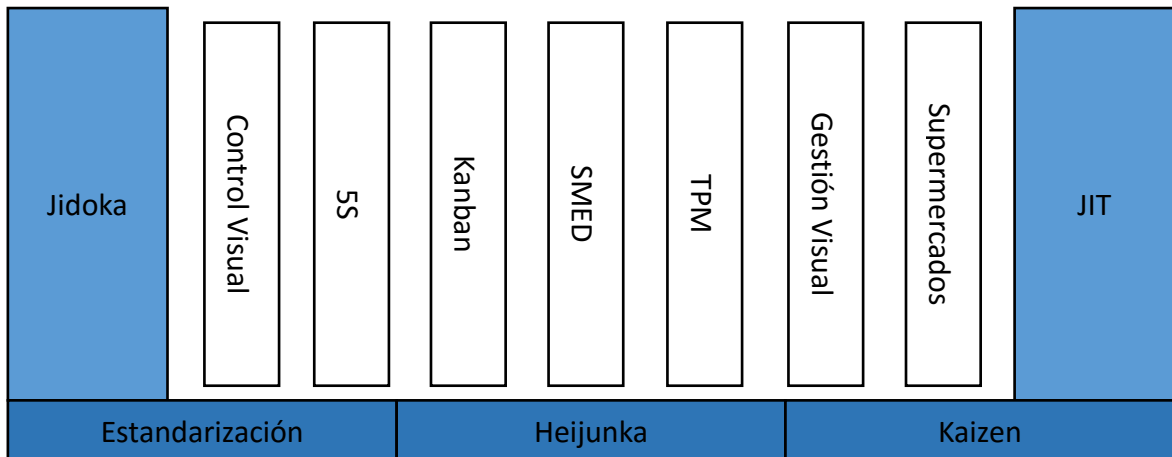 Jidoka
Control Visual
5S
Kanban
SMED
TPM
Gestión Visual
Supermercados
JIT
Estandarización
Heijunka
Kaizen